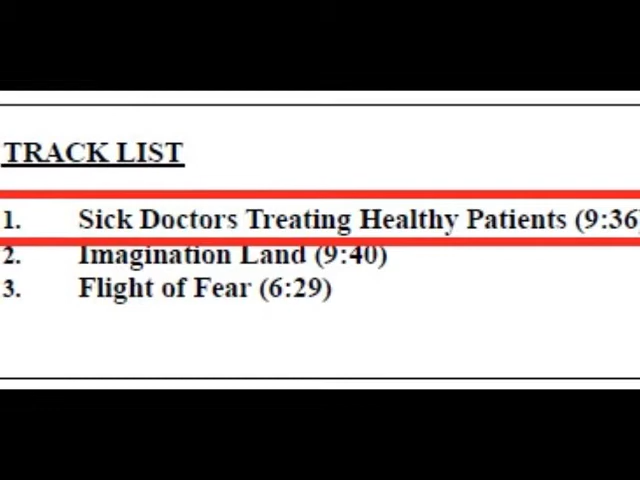 TRACK LIST
1. Sick Doctors Treating Healthy Patients (9:36)
2. Imagination Land (9:40)
3. Flight of Fear (6:29)